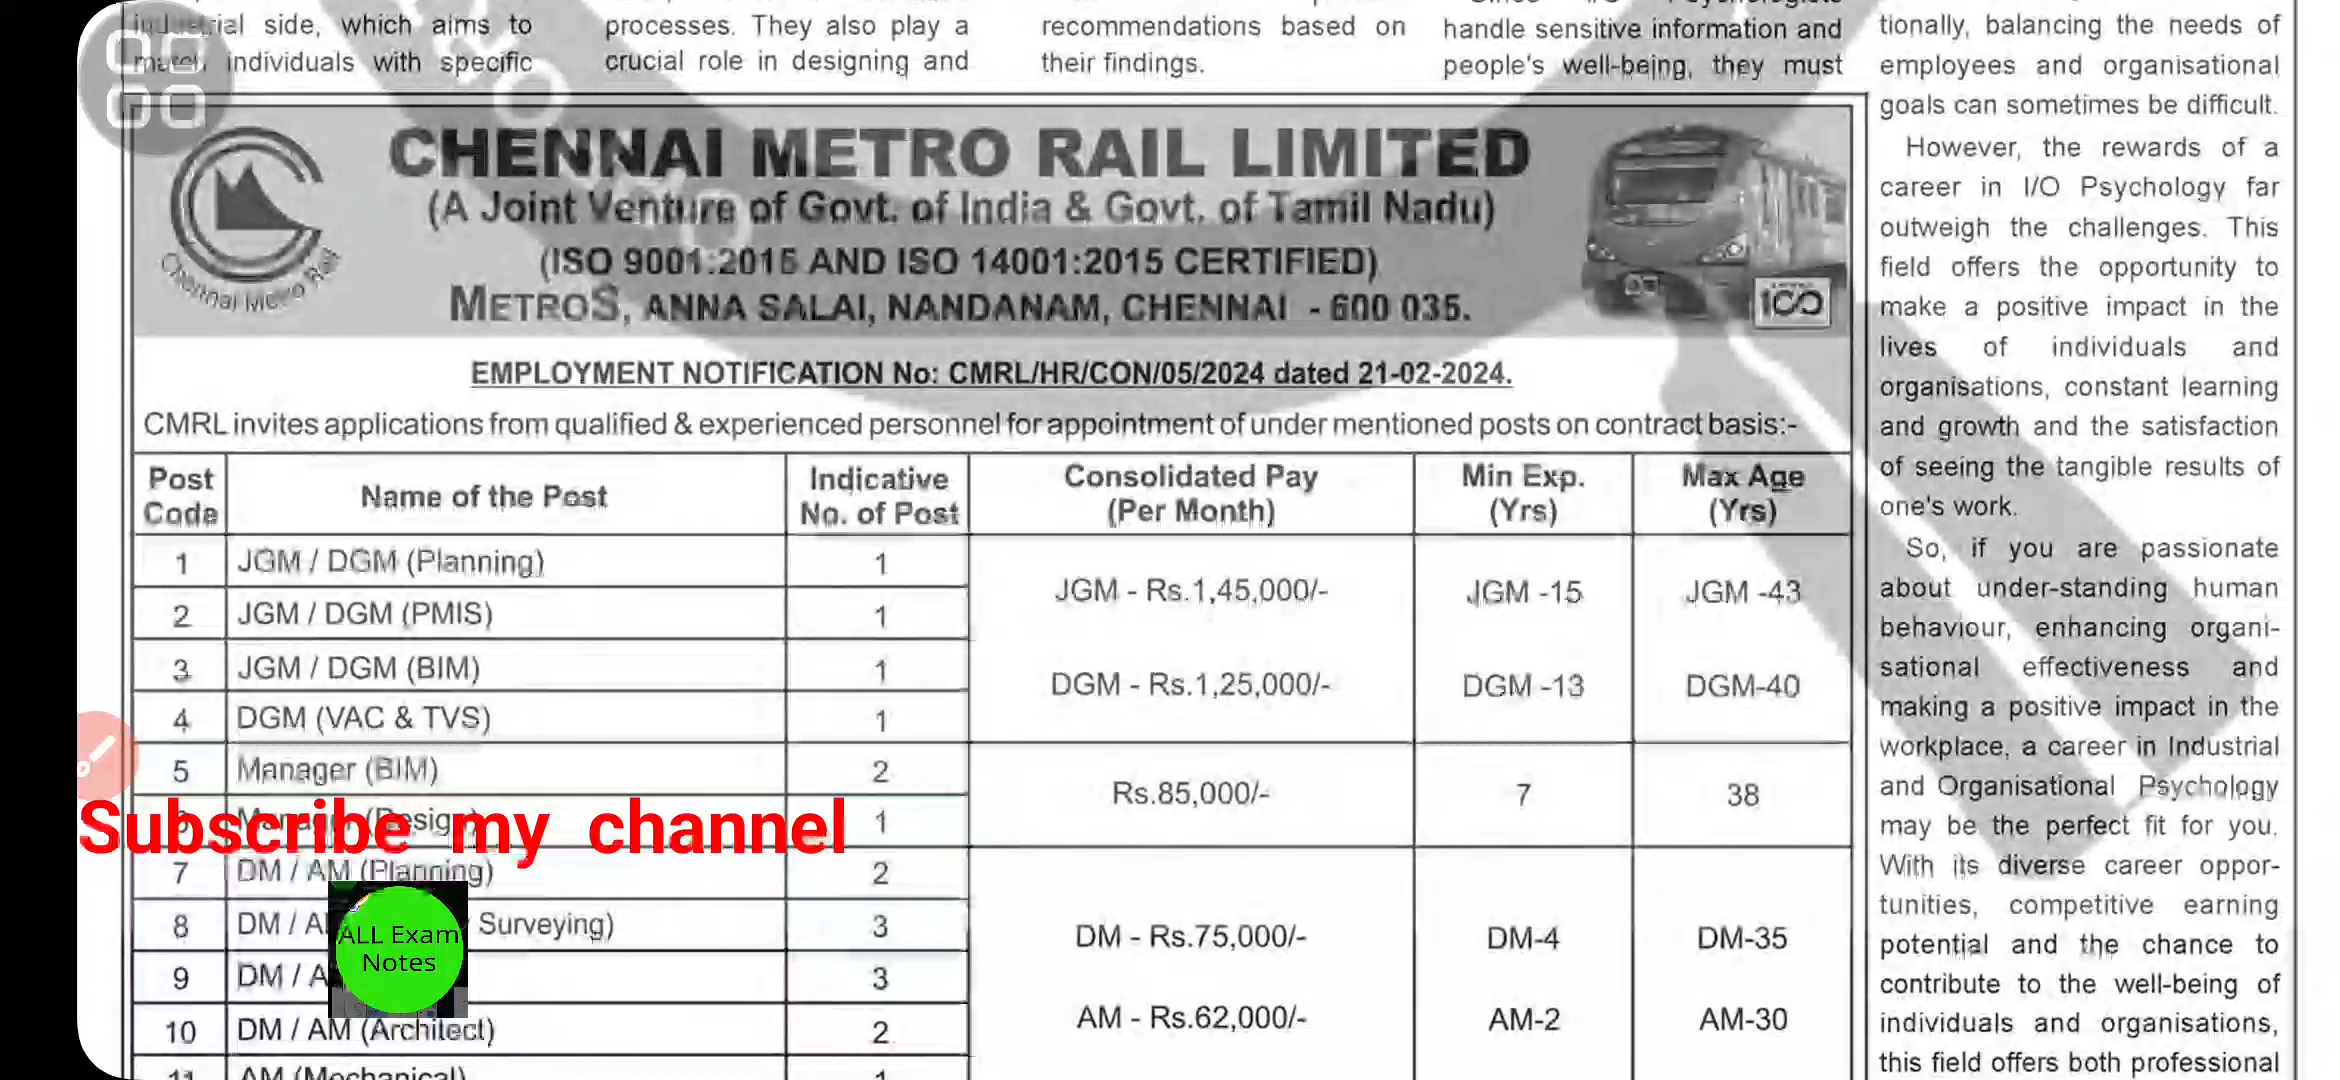 industrial side, which aims to
match individuals with specific
processes. They also play a
crucial role in designing and
recommendations based on
their findings.
handle sensitive information and
people's well-being, they must
CHENNAI METRO RAIL LIMITED
(A Joint Venture of Govt. of India & Govt. of Tamil Nadu)
(ISO 9001:2015 AND ISO 14001:2015 CERTIFIED)
METROS, ANNA SALAI, NANDANAM, CHENNAI - 600 035.
Chennai Metro Rail
EMPLOYMENT NOTIFICATION No: CMRL/HR/CON/05/2024 dated 21-02-2024.
CMRL invites applications from qualified & experienced personnel for appointment of under mentioned posts on contract basis:-
Post Code Name of the Post Indicative No. of Post Consolidated Pay (Per Month) Min Exp. (Yrs) Max Age (Yrs)
1 JGM / DGM (Planning) 1
JGM - Rs.1,45,000/- JGM -15 JGM -43
2 JGM / DGM (PMIS) 1
3 JGM / DGM (BIM) 1
DGM - Rs.1,25,000/- DGM -13 DGM-40
4 DGM (VAC & TVS) 1
5 Manager (BIM) 2
Rs.85,000/- 7 38
6 Manager (Design) 1
Subscribe my channel
7 DM / AM (Planning) 2
8 DM / Surveying) 3
DM - Rs.75,000/- DM-4 DM-35
9 DM / 3
ALL Exam
Notes
AM - Rs.62,000/- AM-2 AM-30
10 DM / AM (Architect) 2
11 AM (Mechanical) 1
tionally, balancing the needs of
employees and organisational
goals can sometimes be difficult.
However, the rewards of a
career in I/O Psychology far
outweigh the challenges. This
field offers the opportunity to
make a positive impact in the
lives of individuals and
organisations, constant learning
and growth and the satisfaction
of seeing the tangible results of
one's work.
So, if you are passionate
about under-standing human
behaviour, enhancing organi-
sational effectiveness and
making a positive impact in the
workplace, a career in Industrial
and Organisational Psychology
may be the perfect fit for you.
With its diverse career oppor-
tunities, competitive earning
potential and the chance to
contribute to the well-being of
individuals and organisations,
this field offers both professional